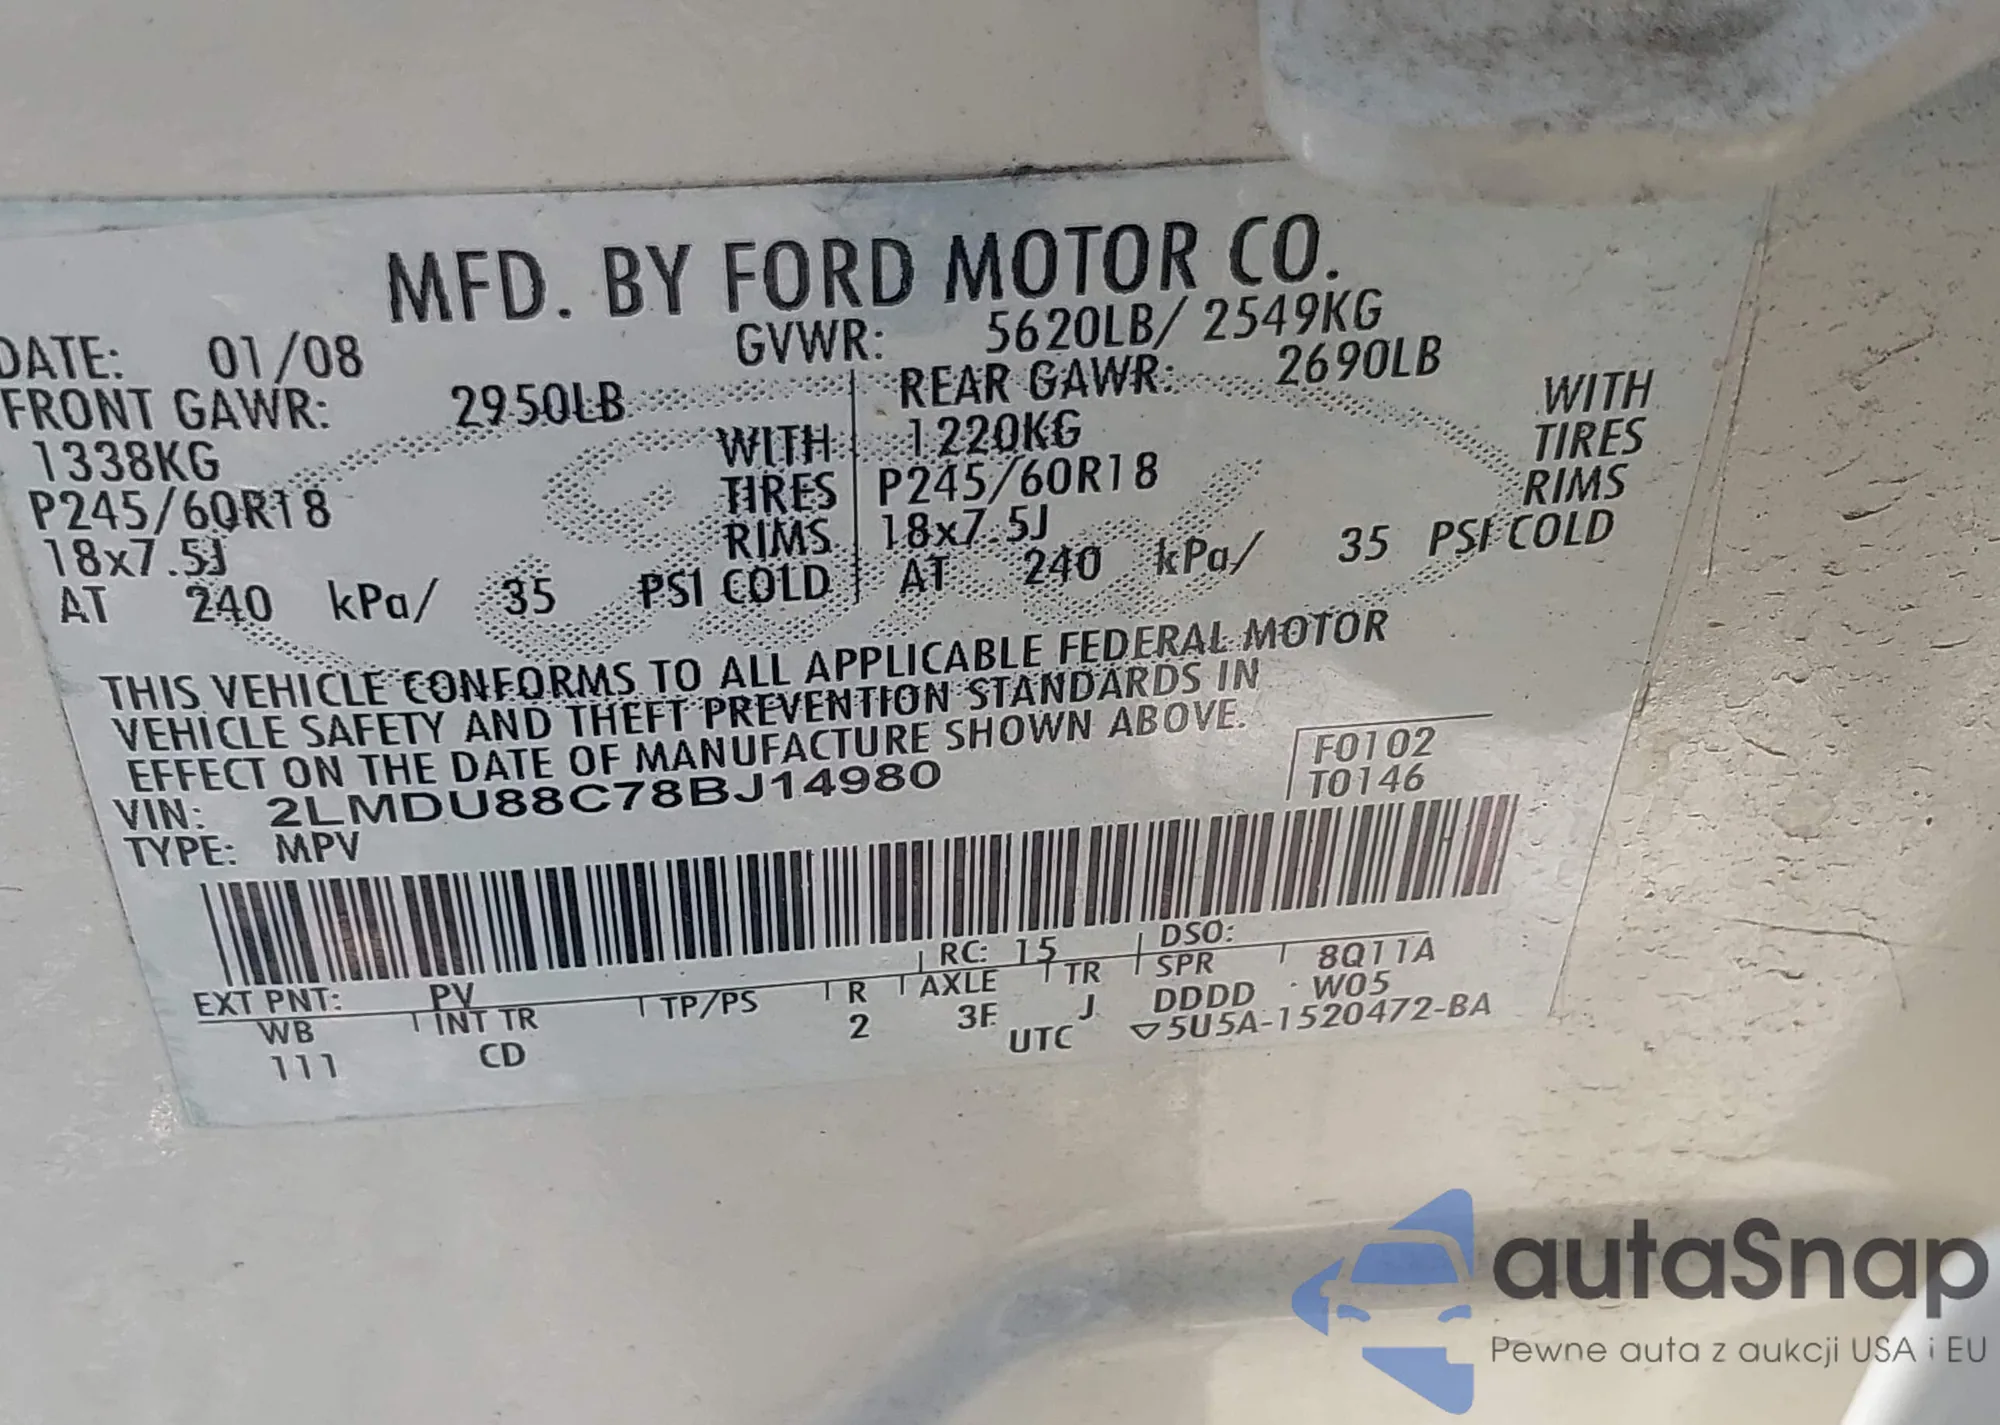 MFD. BY FORD MOTOR CO.
DATE: 01/08 GVWR: 5620LB/ 2549KG
FRONT GAWR: 2950LB REAR GAWR: 2690LB
1338KG WITH 1220KG WITH
P245/60R18 TIRES P245/60R18 TIRES
18x7.5J RIMS 18x7.5J RIMS
AT 240 kPa/ 35 PSI COLD AT 240 kPa/ 35 PSI COLD
THIS VEHICLE CONFORMS TO ALL APPLICABLE FEDERAL MOTOR
VEHICLE SAFETY AND THEFT PREVENTION STANDARDS IN
EFFECT ON THE DATE OF MANUFACTURE SHOWN ABOVE.
VIN: 2LMDU88C78BJ14980 F0102
TYPE: MPV T0146
EXT PNT: PV RC: 15 DSO:
WB INT TR TP/PS R AXLE TR SPR 8Q11A
111 CD 2 3F J DDDD W05
UTC ▽5U5A-1520472-BA
autaSnap
Pewne auta z aukcji USA i EU